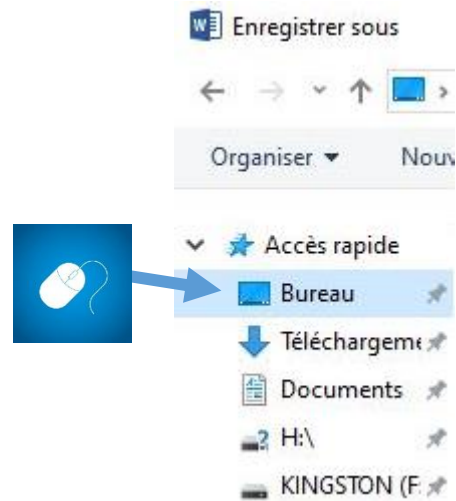 Enregistrer sous
Organiser
Nouv
Accès rapide
Bureau
Téléchargeme
Documents
H:\
KINGSTON (F: